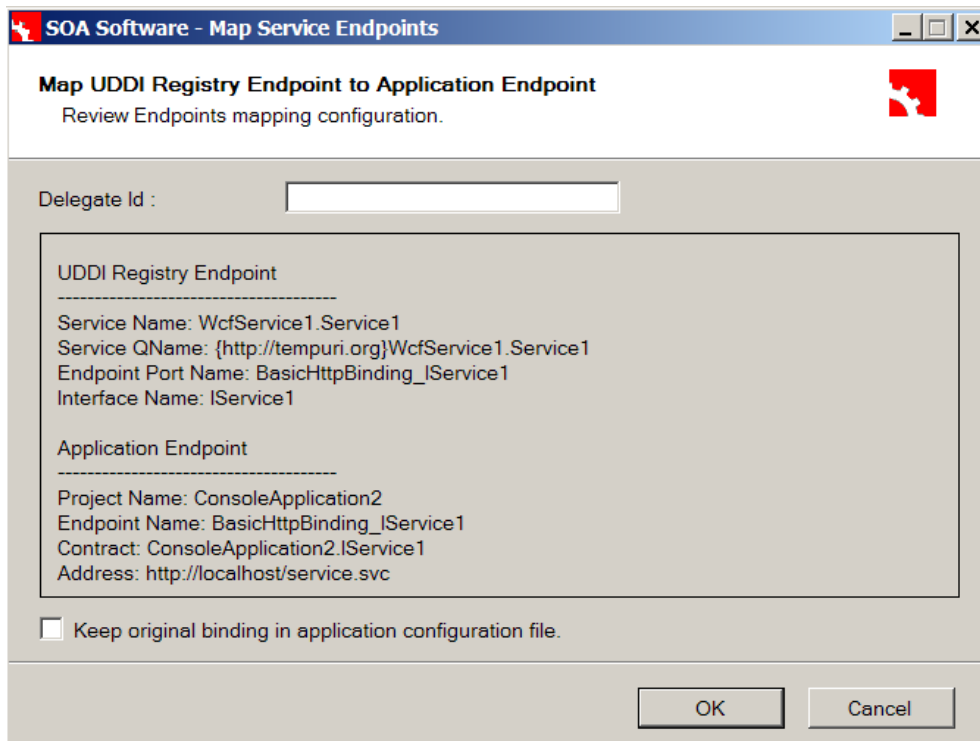 SOA Software - Map Service Endpoints
Map UDDI Registry Endpoint to Application Endpoint
Review Endpoints mapping configuration.
Delegate Id :
UDDI Registry Endpoint
--------------------------------------
Service Name: WcfService1.Service1
Service QName: {http://tempuri.org}WcfService1.Service1
Endpoint Port Name: BasicHttpBinding_IService1
Interface Name: IService1
Application Endpoint
--------------------------------------
Project Name: ConsoleApplication2
Endpoint Name: BasicHttpBinding_IService1
Contract: ConsoleApplication2.IService1
Address: http://localhost/service.svc
Keep original binding in application configuration file.
OK Cancel